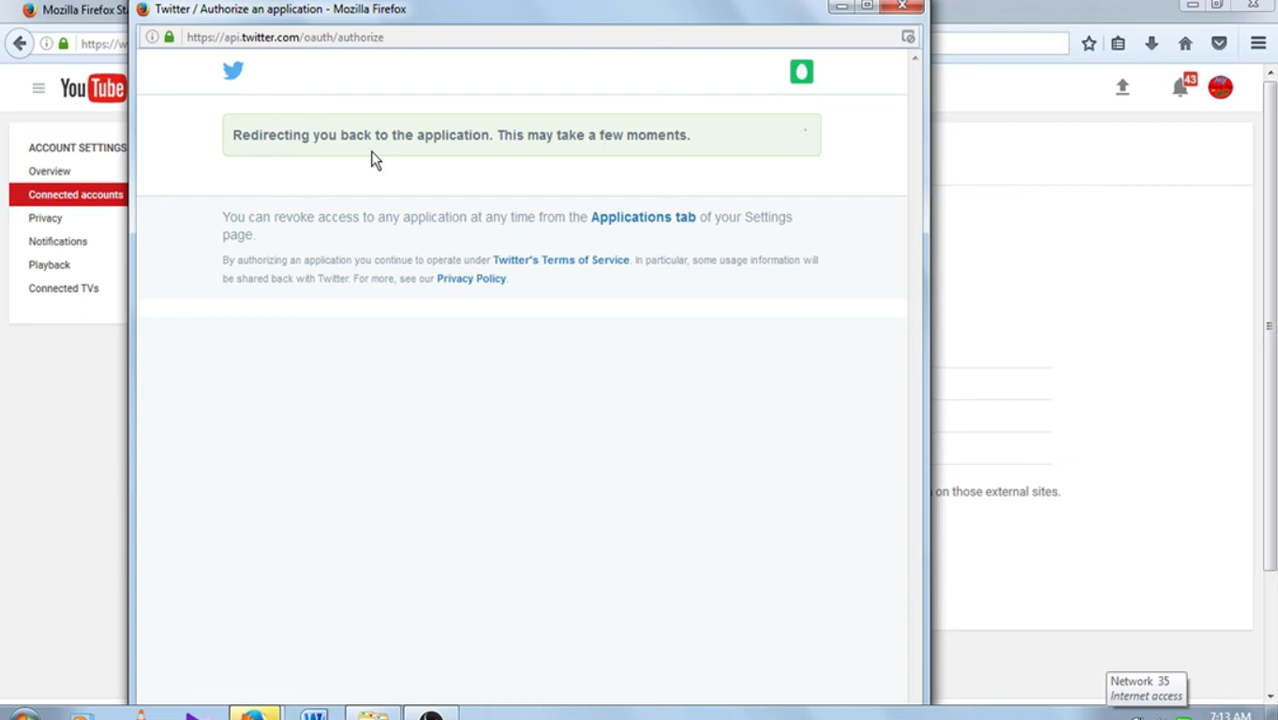 Mozilla Firefox Sta
Twitter / Authorize an application - Mozilla Firefox
https://w
https://api.twitter.com/oauth/authorize
YouTube
43
Redirecting you back to the application. This may take a few moments.
ACCOUNT SETTINGS
Overview
Connected accounts
Privacy
Notifications
Playback
Connected TVs
You can revoke access to any application at any time from the Applications tab of your Settings
page.
By authorizing an application you continue to operate under Twitter's Terms of Service. In particular, some usage information will
be shared back with Twitter. For more, see our Privacy Policy.
on those external sites.
Network 35
Internet access
7:13 AM